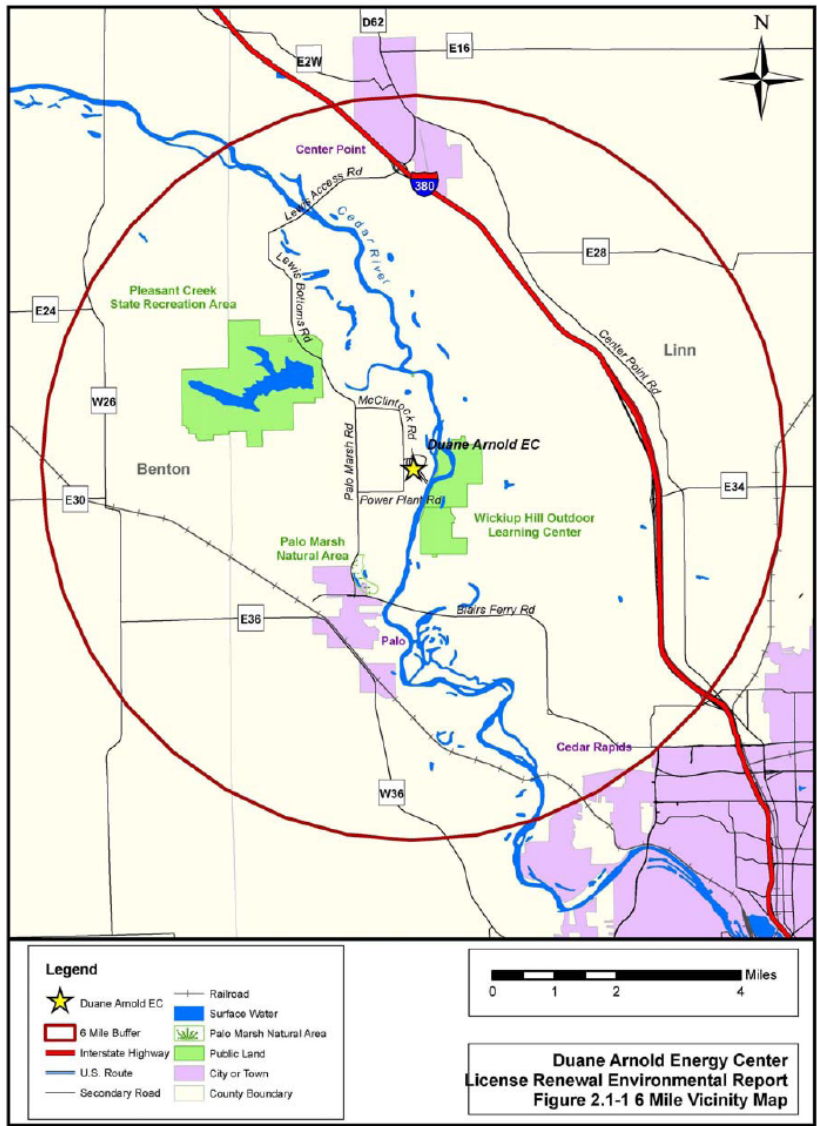 D62
N
E16
E2W
Center Point
380
Lewis Access Rd
Cedar River
E28
Lewis Bottoms Rd
Pleasant Creek
State Recreation Area
E24
Center Point Rd
Linn
W26
McClintock Rd
Palo Marsh Rd
Duane Arnold EC
Benton
E30
Power Plant Rd
E34
Wickiup Hill Outdoor
Learning Center
Palo Marsh
Natural Area
Blairs Ferry Rd
E36
Palo
Cedar Rapids
W36
Legend
Duane Arnold EC
6 Mile Buffer
Interstate Highway
U.S. Route
Secondary Road
Railroad
Surface Water
Palo Marsh Natural Area
Public Land
City or Town
County Boundary
Miles
0 1 2 4
Duane Arnold Energy Center
License Renewal Environmental Report
Figure 2.1-1 6 Mile Vicinity Map